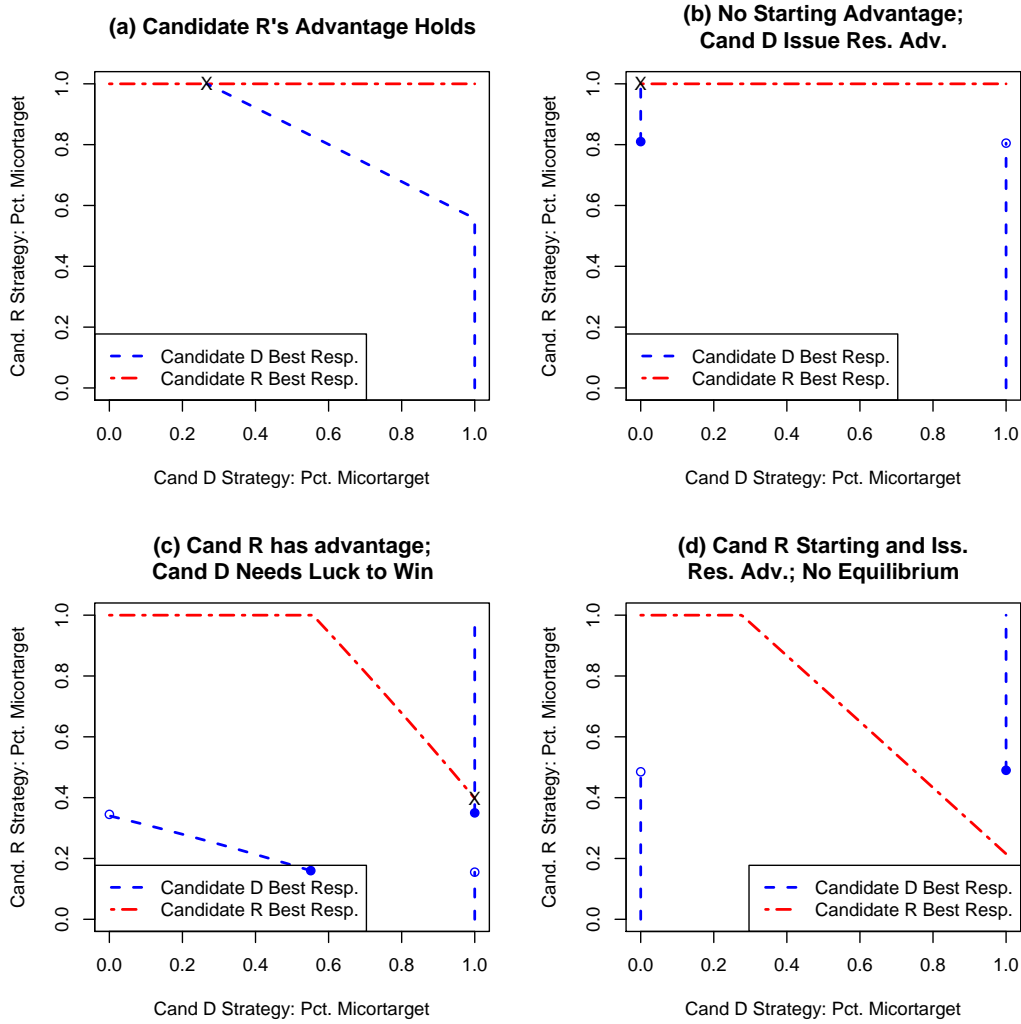 (a) Candidate R's Advantage Holds
Cand. R Strategy: Pct. Micortarget
1.0
0.8
0.6
0.4
0.2
0.0
X
Candidate D Best Resp.
Candidate R Best Resp.
0.0 0.2 0.4 0.6 0.8 1.0
Cand D Strategy: Pct. Micortarget
(b) No Starting Advantage;
Cand D Issue Res. Adv.
Cand. R Strategy: Pct. Micortarget
1.0
0.8
0.6
0.4
0.2
0.0
X
Candidate D Best Resp.
Candidate R Best Resp.
0.0 0.2 0.4 0.6 0.8 1.0
Cand D Strategy: Pct. Micortarget
(c) Cand R has advantage;
Cand D Needs Luck to Win
Cand. R Strategy: Pct. Micortarget
1.0
0.8
0.6
0.4
0.2
0.0
X
Candidate D Best Resp.
Candidate R Best Resp.
0.0 0.2 0.4 0.6 0.8 1.0
Cand D Strategy: Pct. Micortarget
(d) Cand R Starting and Iss.
Res. Adv.; No Equilibrium
Cand. R Strategy: Pct. Micortarget
1.0
0.8
0.6
0.4
0.2
0.0
Candidate D Best Resp.
Candidate R Best Resp.
0.0 0.2 0.4 0.6 0.8 1.0
Cand D Strategy: Pct. Micortarget